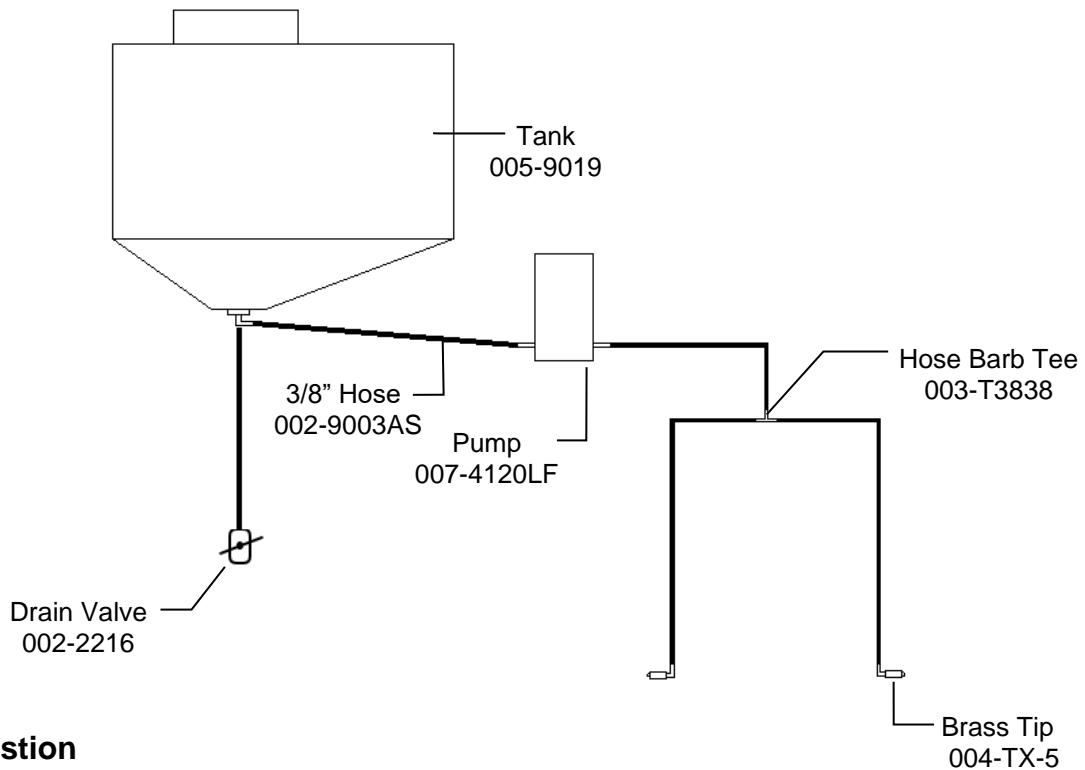 Tank
005-9019
Hose Barb Tee
003-T3838
3/8” Hose
002-9003AS
Pump
007-4120LF
Drain Valve
002-2216
Brass Tip
004-TX-5
stion